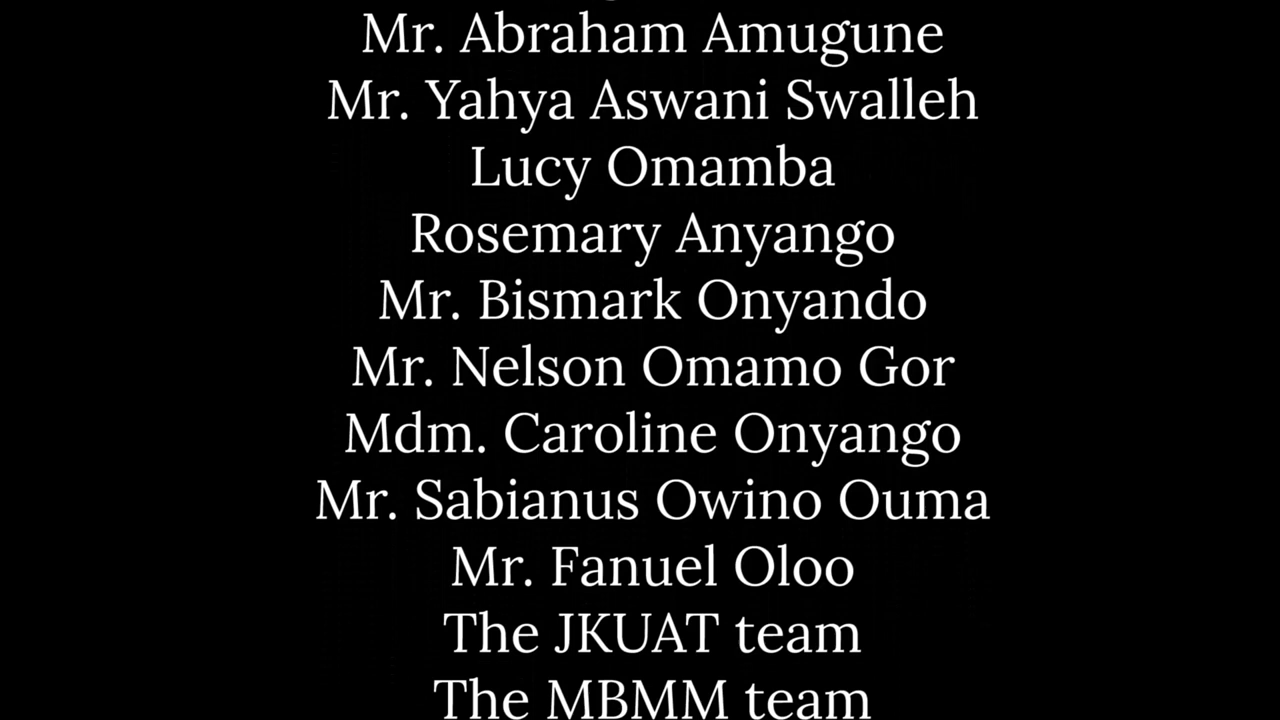 Mr. Abraham Amugune
Mr. Yahya Aswani Swalleh
Lucy Omamba
Rosemary Anyango
Mr. Bismark Onyando
Mr. Nelson Omamo Gor
Mdm. Caroline Onyango
Mr. Sabianus Owino Ouma
Mr. Fanuel Oloo
The JKUAT team
The MBMM team